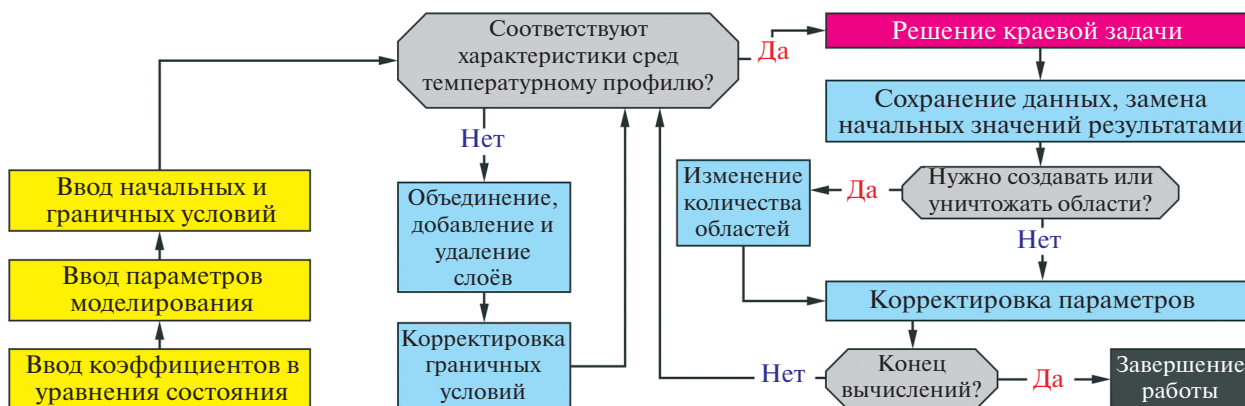 Ввод коэффициентов в
уравнения состояния
Ввод параметров
моделирования
Ввод начальных и
граничных условий
Соответствуют
характеристики сред
температурному профилю?
Нет
Объединение,
добавление и
удаление
слоёв
Корректировка
граничных
условий
Да
Решение краевой задачи
Сохранение данных, замена
начальных значений результатами
Нужно создавать или
уничтожать области?
Да
Изменение
количества
областей
Нет
Корректировка параметров
Конец
вычислений?
Нет
Да
Завершение
работы